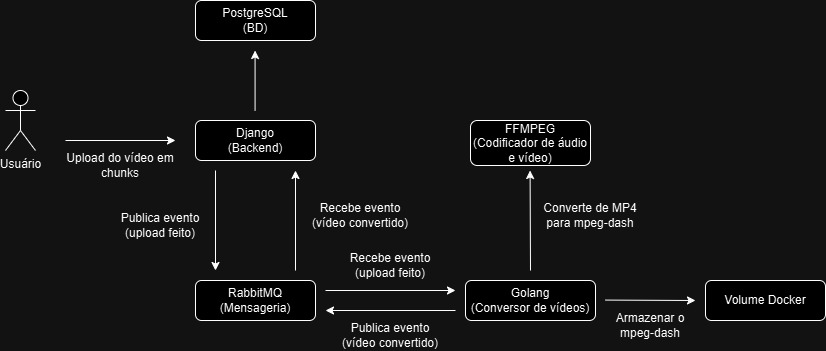 PostgreSQL
(BD)
Django
(Backend)
FFMPEG
(Codificador de áudio
e vídeo)
Usuário
Upload do vídeo em
chunks
Publica evento
(upload feito)
Recebe evento
(vídeo convertido)
Converte de MP4
para mpeg-dash
Recebe evento
(upload feito)
RabbitMQ
(Mensageria)
Golang
(Conversor de vídeos)
Volume Docker
Armazenar o
mpeg-dash
Publica evento
(vídeo convertido)